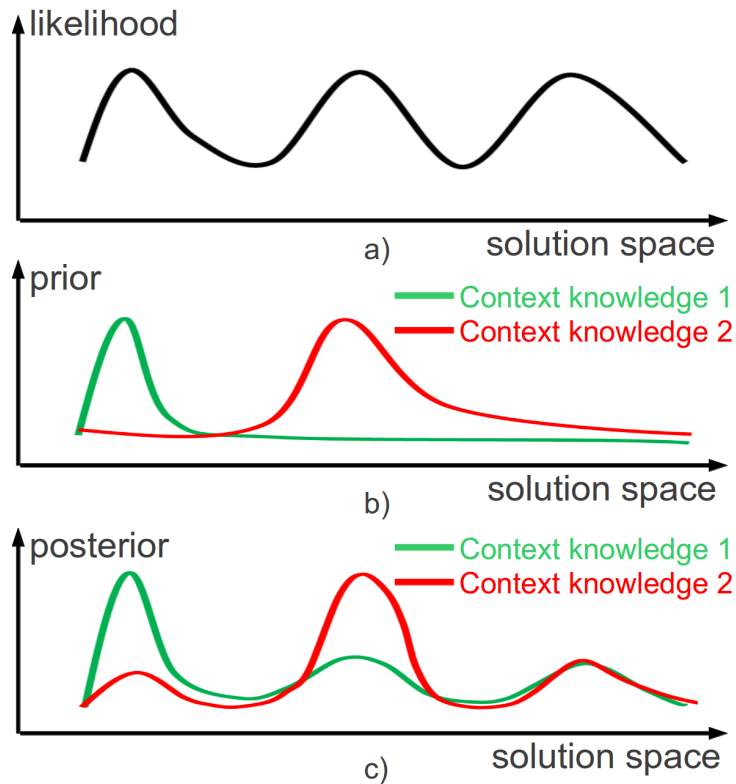 likelihood
solution space
a)
prior
Context knowledge 1
Context knowledge 2
solution space
b)
posterior
Context knowledge 1
Context knowledge 2
solution space
c)